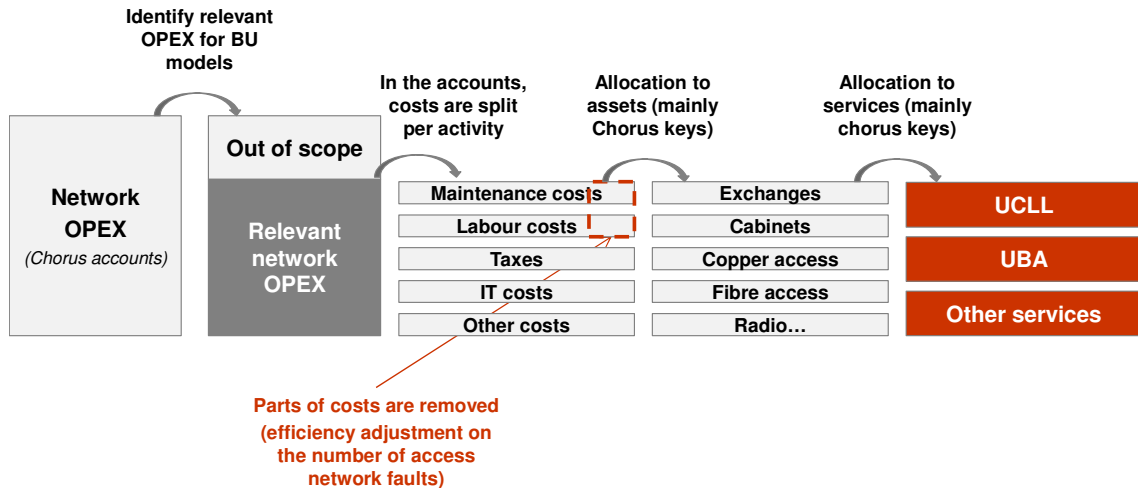 Identify relevant
OPEX for BU
models
In the accounts,
costs are split
per activity
Allocation to
assets (mainly
Chorus keys)
Allocation to
services (mainly
chorus keys)
Network
OPEX
(Chorus accounts)
Out of scope
Relevant
network
OPEX
Maintenance costs
Labour costs
Taxes
IT costs
Other costs
Exchanges
Cabinets
Copper access
Fibre access
Radio…
UCLL
UBA
Other services
Parts of costs are removed
(efficiency adjustment on
the number of access
network faults)